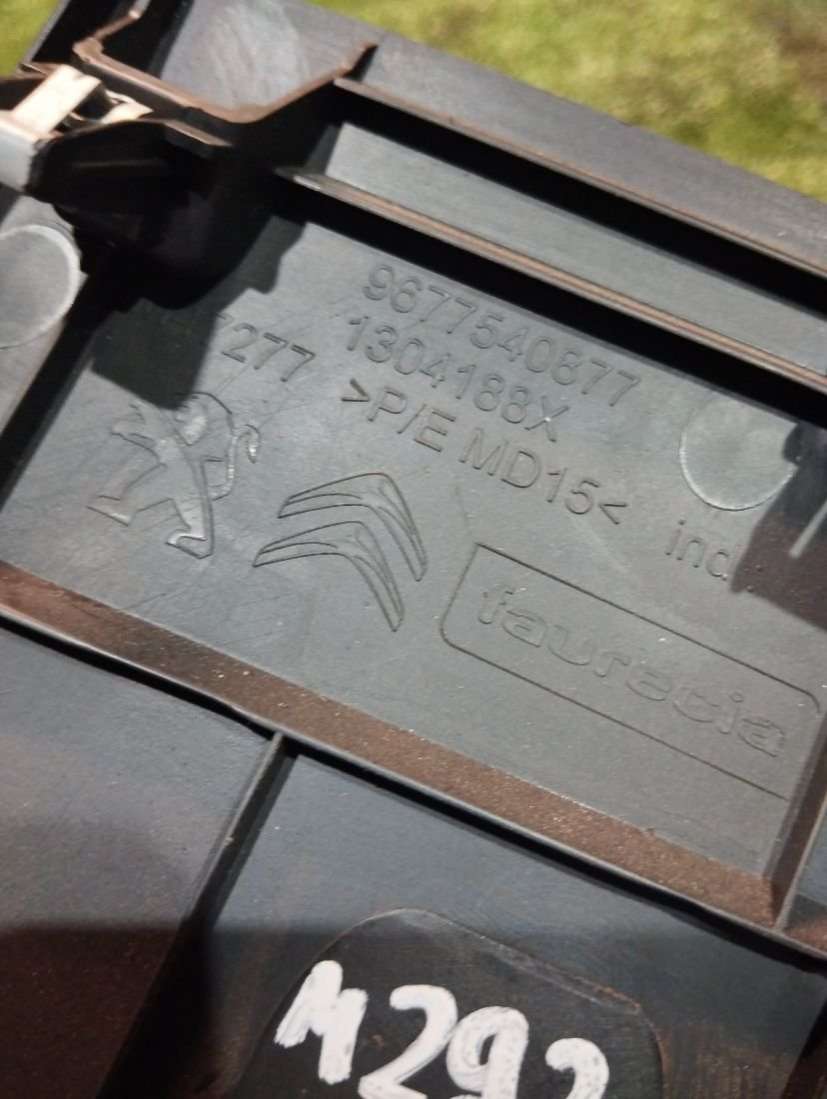 9677540877
1304188X
7277
>P/E MD15<
ind
faurecia
M292